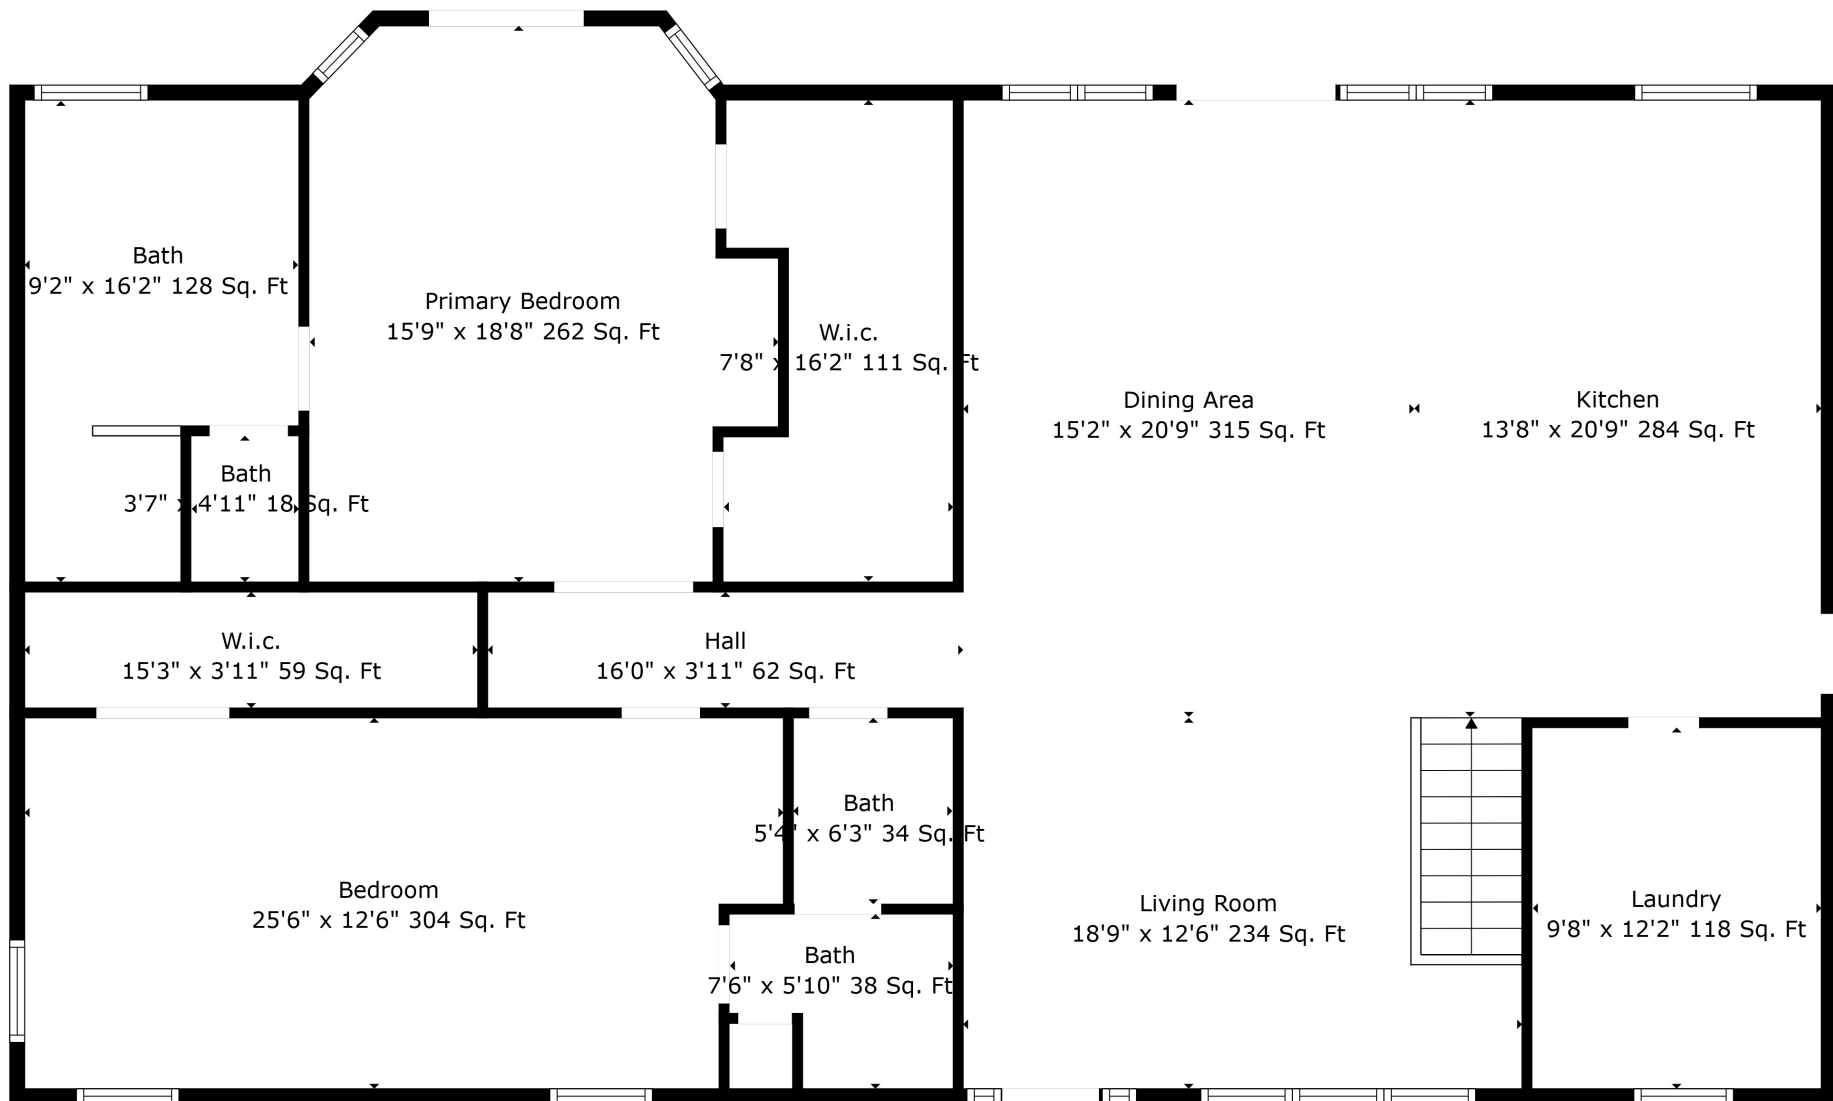 Bath
9'2" x 16'2" 128 Sq. Ft
Primary Bedroom
15'9" x 18'8" 262 Sq. Ft
W.i.c.
7'8" x 16'2" 111 Sq. Ft
Dining Area
15'2" x 20'9" 315 Sq. Ft
Kitchen
13'8" x 20'9" 284 Sq. Ft
Bath
3'7" x 4'11" 18 Sq. Ft
W.i.c.
15'3" x 3'11" 59 Sq. Ft
Hall
16'0" x 3'11" 62 Sq. Ft
Bath
5'4" x 6'3" 34 Sq. Ft
Bedroom
25'6" x 12'6" 304 Sq. Ft
Living Room
18'9" x 12'6" 234 Sq. Ft
Laundry
9'8" x 12'2" 118 Sq. Ft
Bath
7'6" x 5'10" 38 Sq. Ft